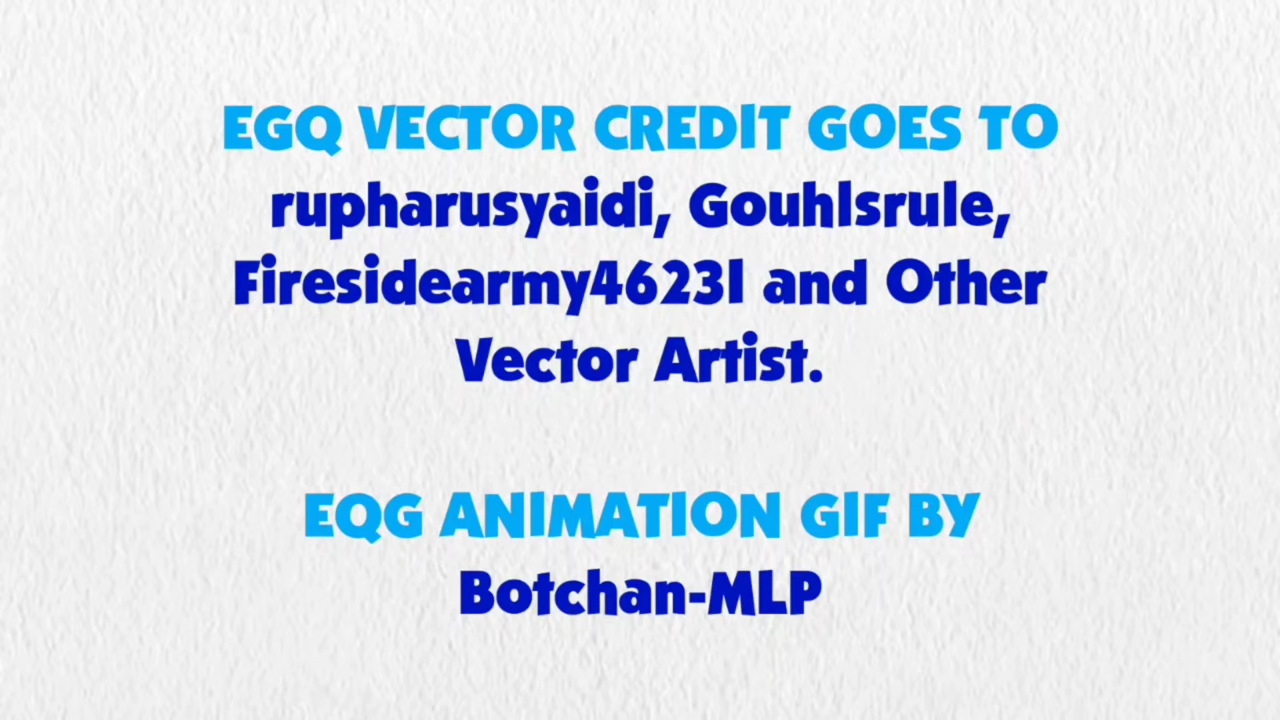 EGQ VECTOR CREDIT GOES TO
rupharusyaidi, Gouhlsrule,
Firesidearmy46231 and Other
Vector Artist.
EQG ANIMATION GIF BY
Botchan-MLP